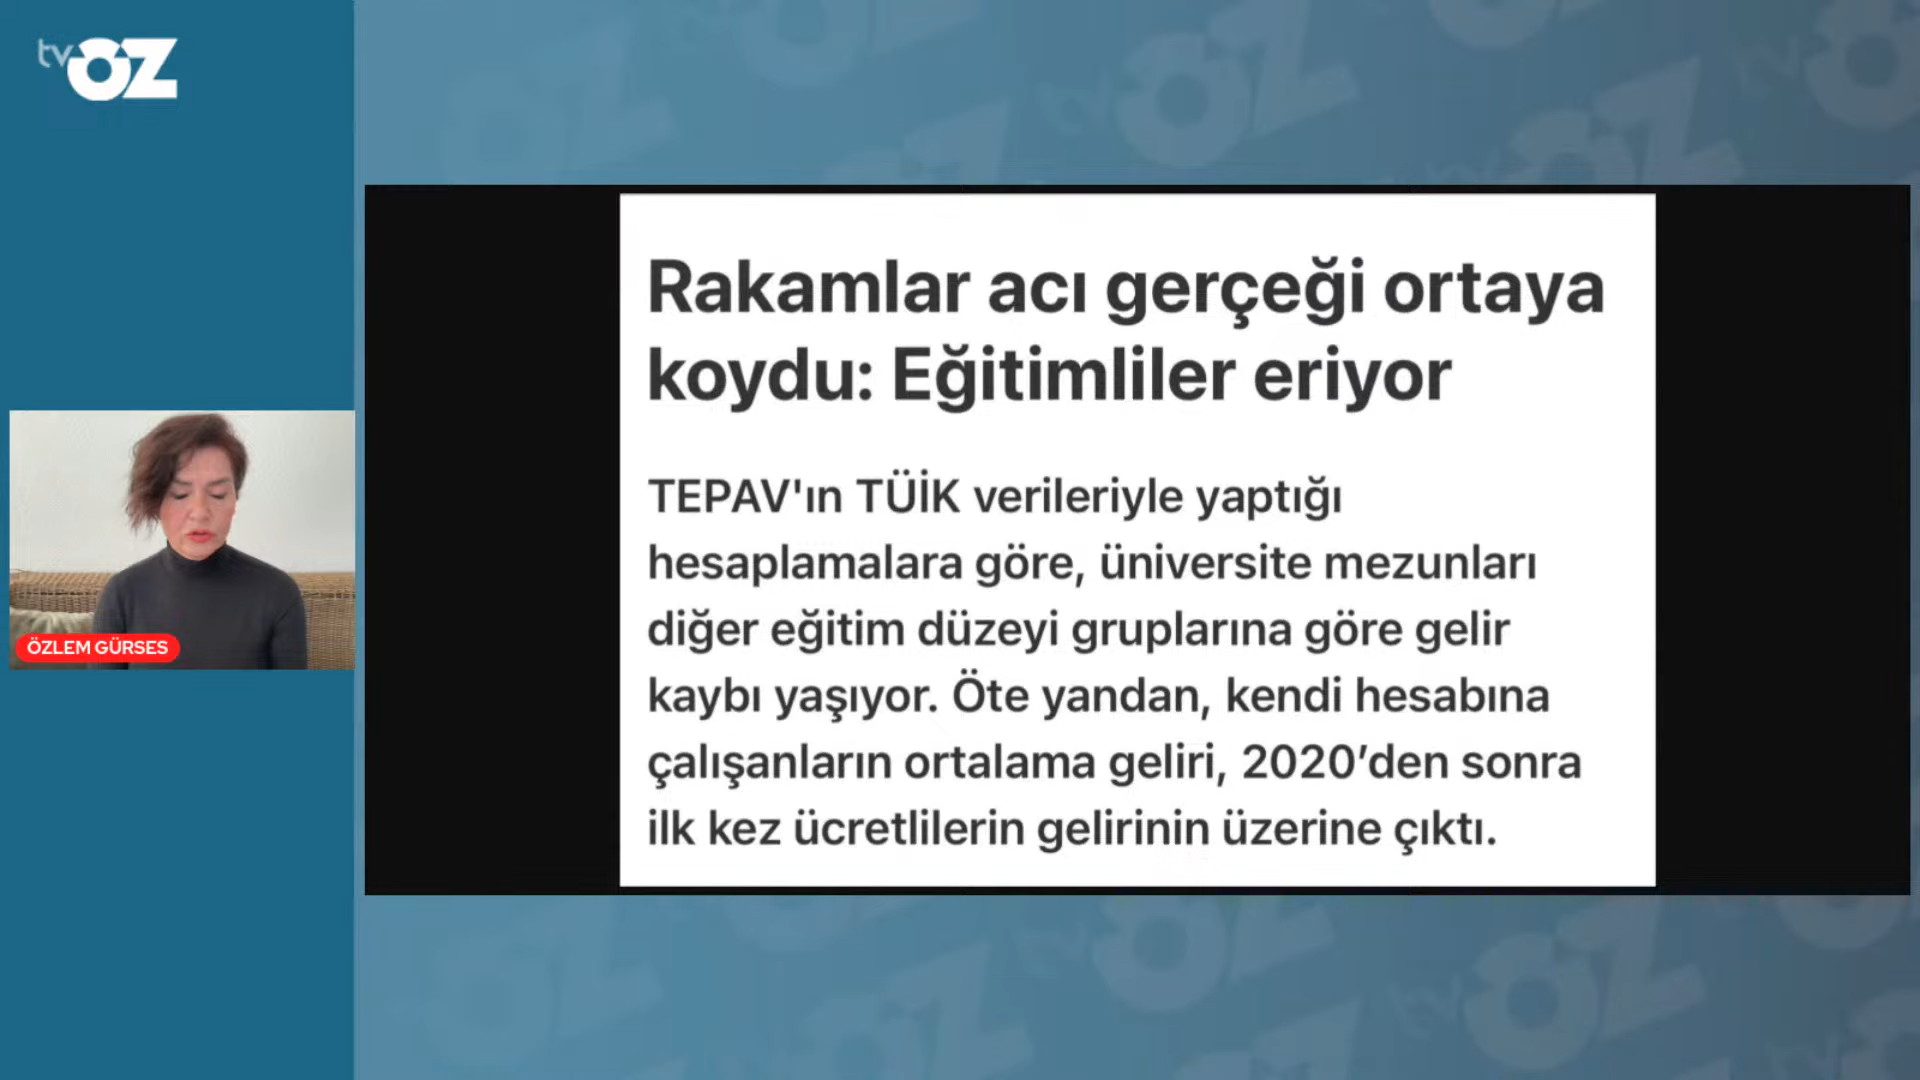 tvÖZ
Rakamlar acı gerçeği ortaya
koydu: Eğitimliler eriyor
TEPAV'ın TÜİK verileriyle yaptığı
hesaplamalara göre, üniversite mezunları
diğer eğitim düzeyi gruplarına göre gelir
kaybı yaşıyor. Öte yandan, kendi hesabına
çalışanların ortalama geliri, 2020’den sonra
ilk kez ücretlilerin gelirinin üzerine çıktı.
ÖZLEM GÜRSES